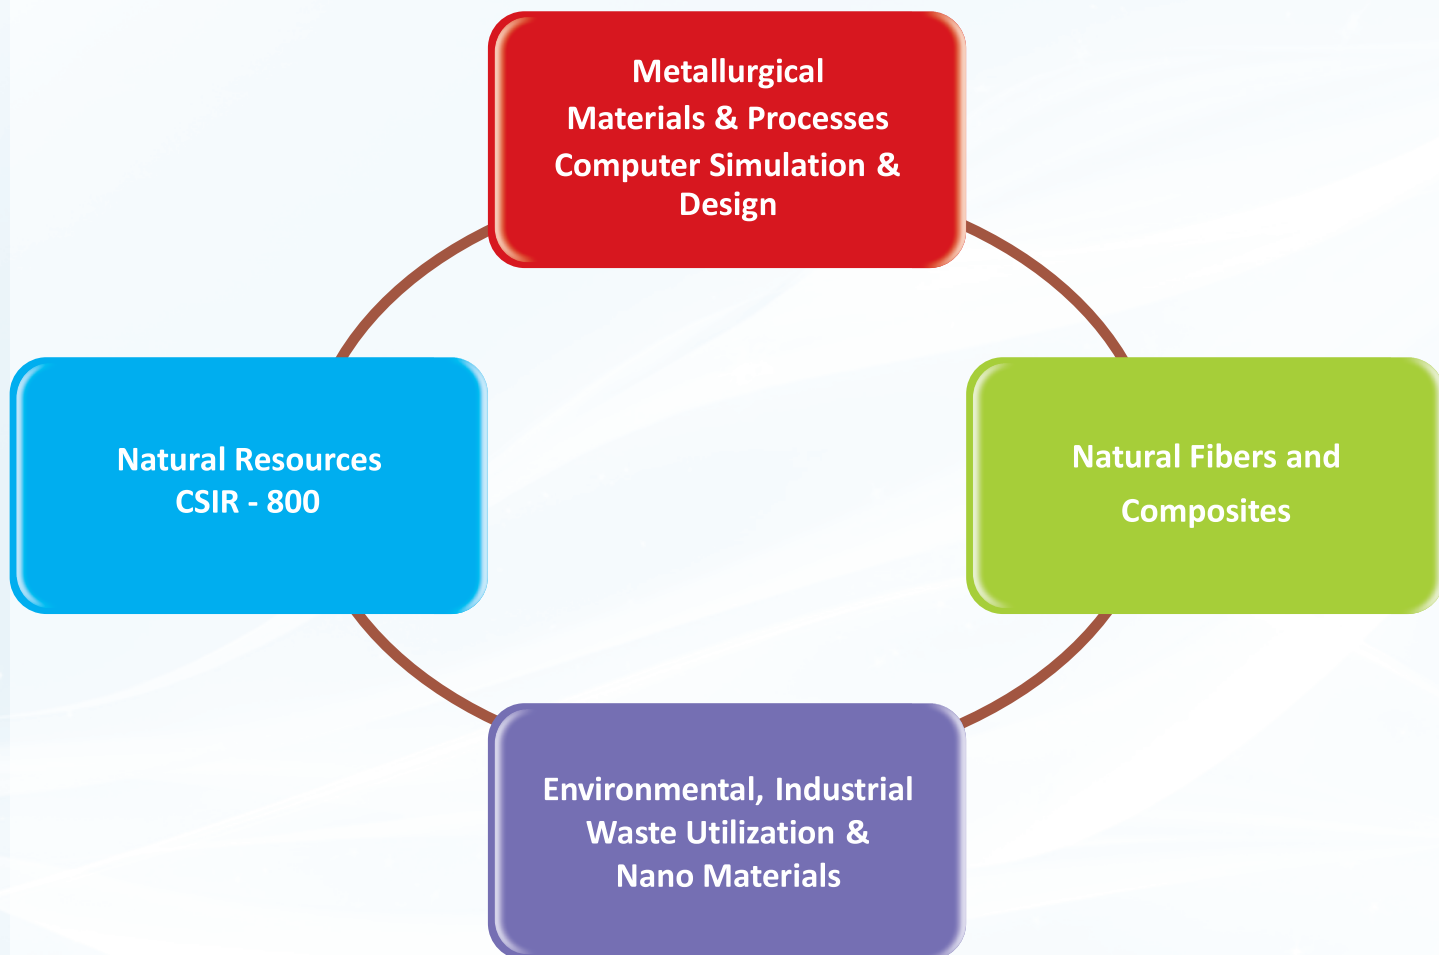 Metallurgical
Materials & Processes
Computer Simulation &
Design
Natural Resources
CSIR - 800
Natural Fibers and
Composites
Environmental, Industrial
Waste Utilization &
Nano Materials